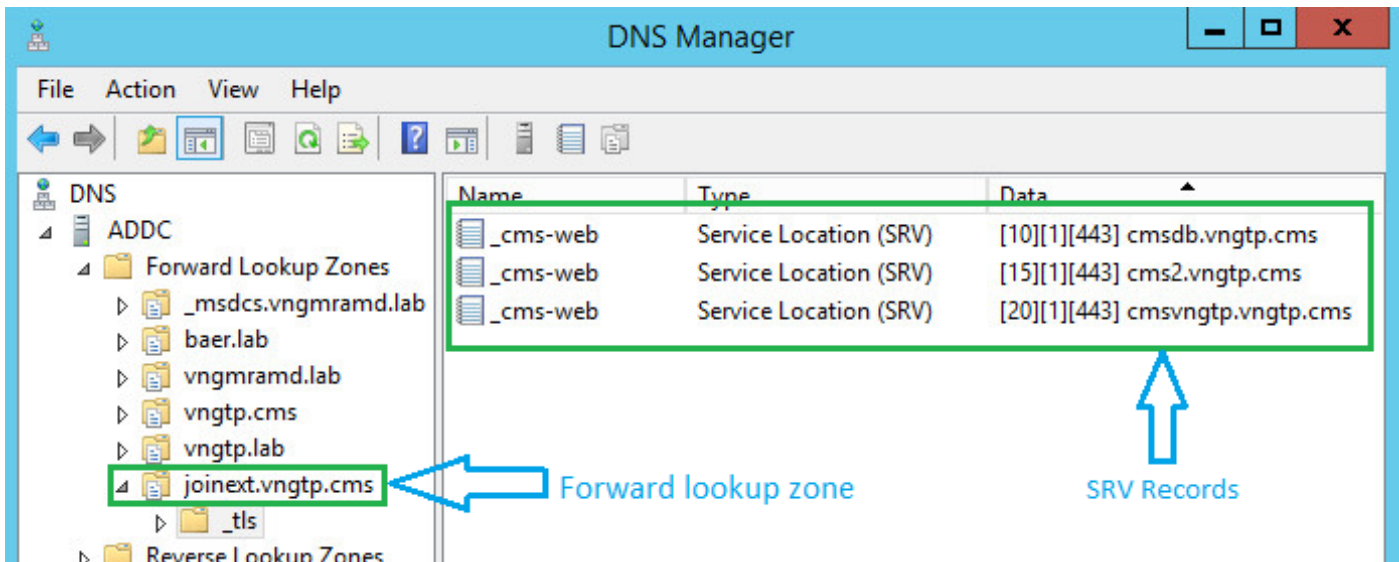 DNS Manager
File Action View Help
DNS
ADDC
Forward Lookup Zones
_msdcs.vngmramd.lab
baer.lab
vngmramd.lab
vngtp.cms
vngtp.lab
joinext.vngtp.cms
_tls
Reverse Lookup Zones
Name Type Data
_cms-web Service Location (SRV) [10][1][443] cmsdb.vngtp.cms
_cms-web Service Location (SRV) [15][1][443] cms2.vngtp.cms
_cms-web Service Location (SRV) [20][1][443] cmsvngtp.vngtp.cms
Forward lookup zone
SRV Records